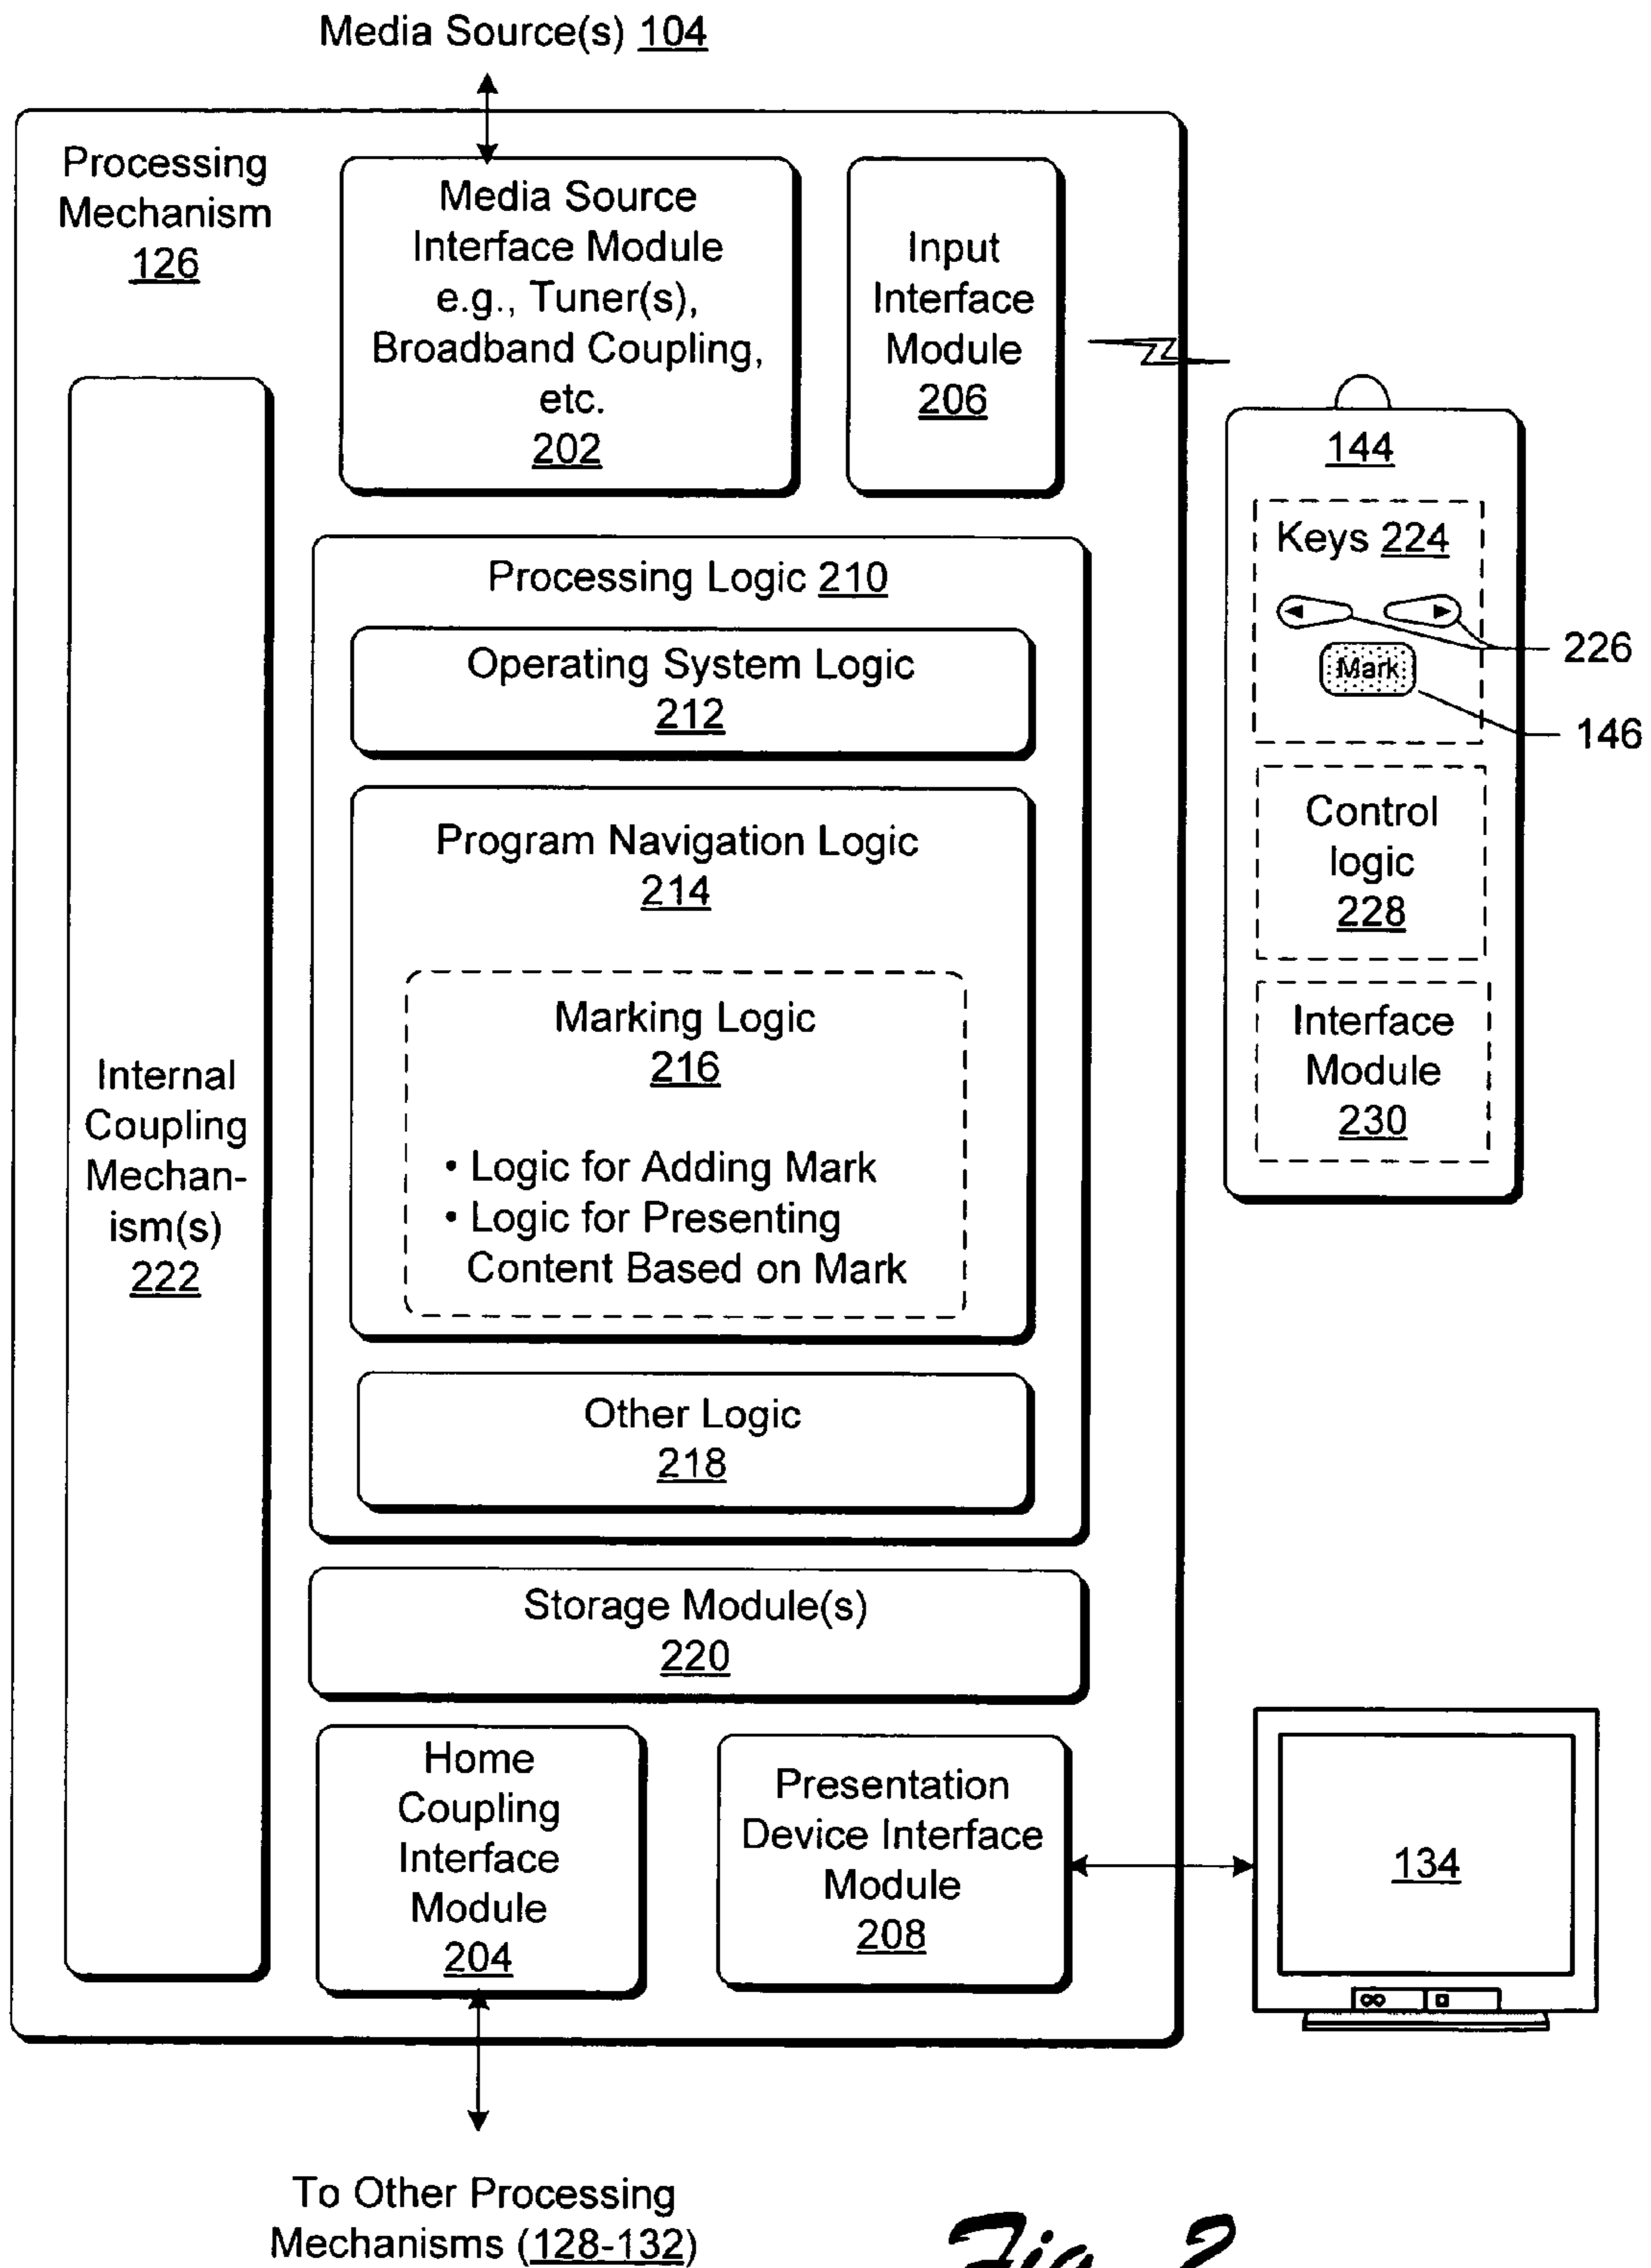 Media Source(s) 104
Processing
Mechanism
126
Media Source
Interface Module
e.g., Tuner(s),
Broadband Coupling,
etc.
202
Input
Interface
Module
206
144
Keys 224
Mark
226
146
Control
logic
228
Interface
Module
230
Processing Logic 210
Operating System Logic
212
Program Navigation Logic
214
Marking Logic
216
• Logic for Adding Mark
• Logic for Presenting
Content Based on Mark
Other Logic
218
Internal
Coupling
Mechan-
ism(s)
222
Storage Module(s)
220
Home
Coupling
Interface
Module
204
Presentation
Device Interface
Module
208
134
To Other Processing
Mechanisms (128-132)
Fig. 2